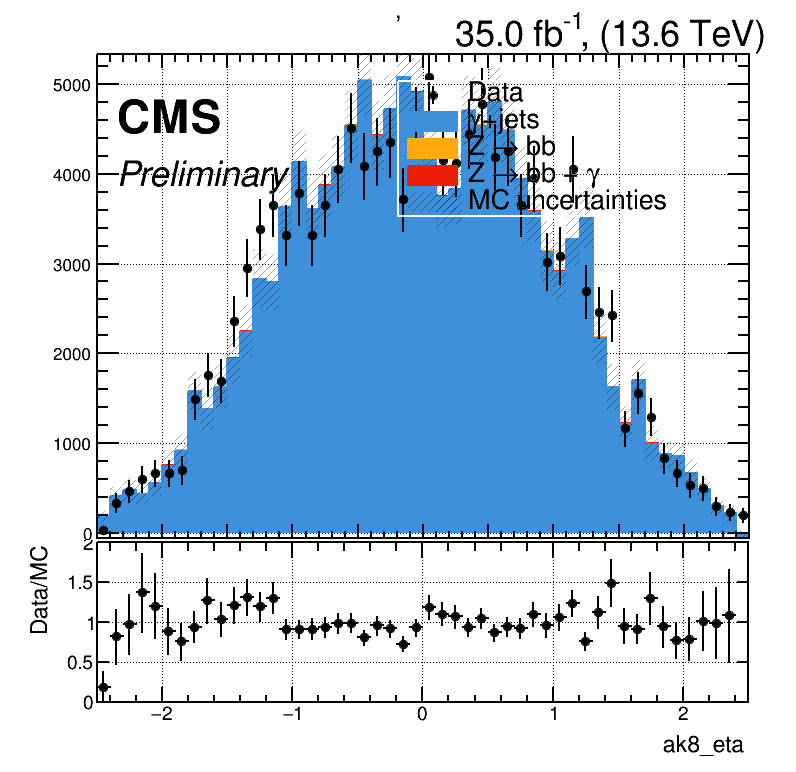 ,
35.0 fb⁻¹, (13.6 TeV)
CMS
Preliminary
Data
γ+jets
Z → bb
Z → bb + γ
MC uncertainties
5000
4000
3000
2000
1000
0
Data/MC
2
1.5
1
0.5
0
−2 −1 0 1 2
ak8_eta